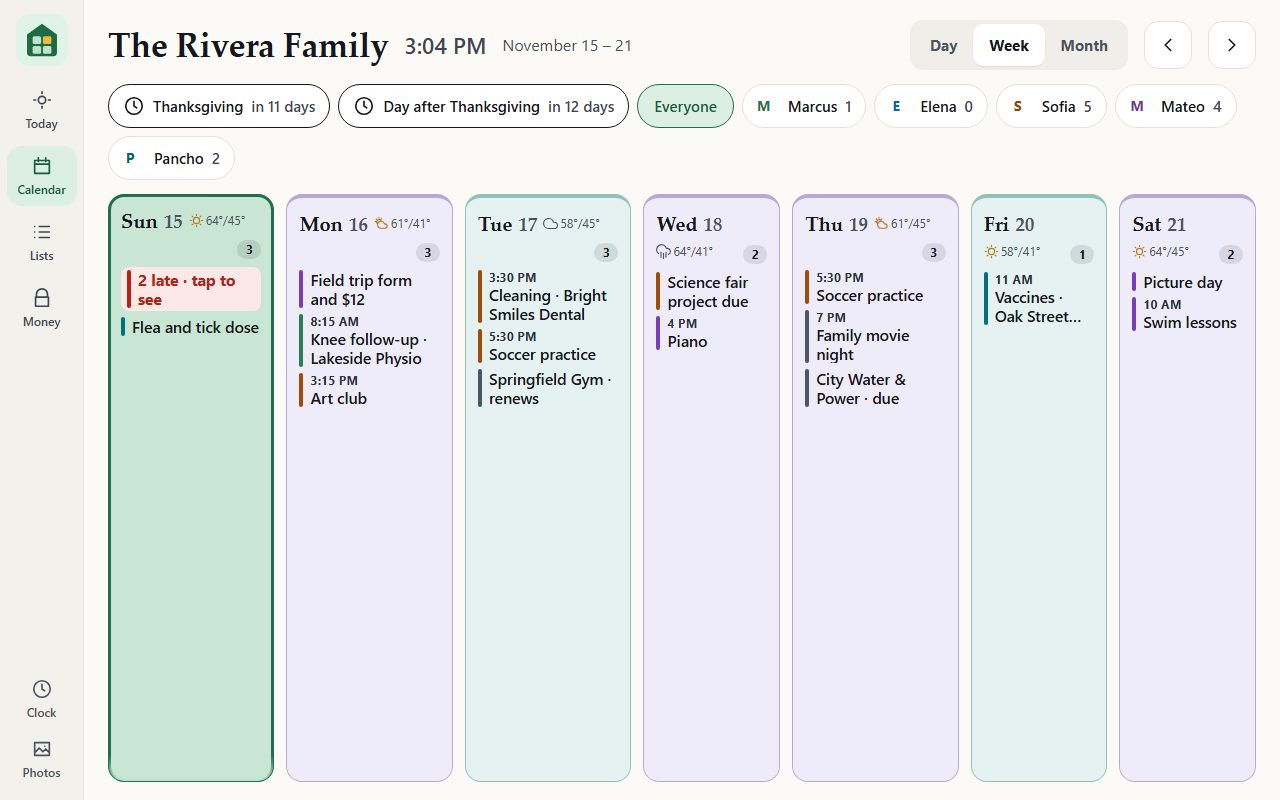 The Rivera Family 3:04 PM November 15 – 21
Day Week Month
Today
Calendar
Lists
Money
Clock
Photos
Thanksgiving in 11 days
Day after Thanksgiving in 12 days
Everyone
M Marcus 1
E Elena 0
S Sofia 5
M Mateo 4
P Pancho 2
Sun 15 64°/45°
3
2 late · tap to
see
Flea and tick dose
Mon 16 61°/41°
3
Field trip form
and $12
8:15 AM
Knee follow-up ·
Lakeside Physio
3:15 PM
Art club
Tue 17 58°/45°
3
3:30 PM
Cleaning · Bright
Smiles Dental
5:30 PM
Soccer practice
Springfield Gym ·
renews
Wed 18
64°/41°
2
Science fair
project due
4 PM
Piano
Thu 19 61°/45°
3
5:30 PM
Soccer practice
7 PM
Family movie
night
City Water &
Power · due
Fri 20
58°/41°
1
11 AM
Vaccines ·
Oak Street...
Sat 21
64°/45°
2
Picture day
10 AM
Swim lessons